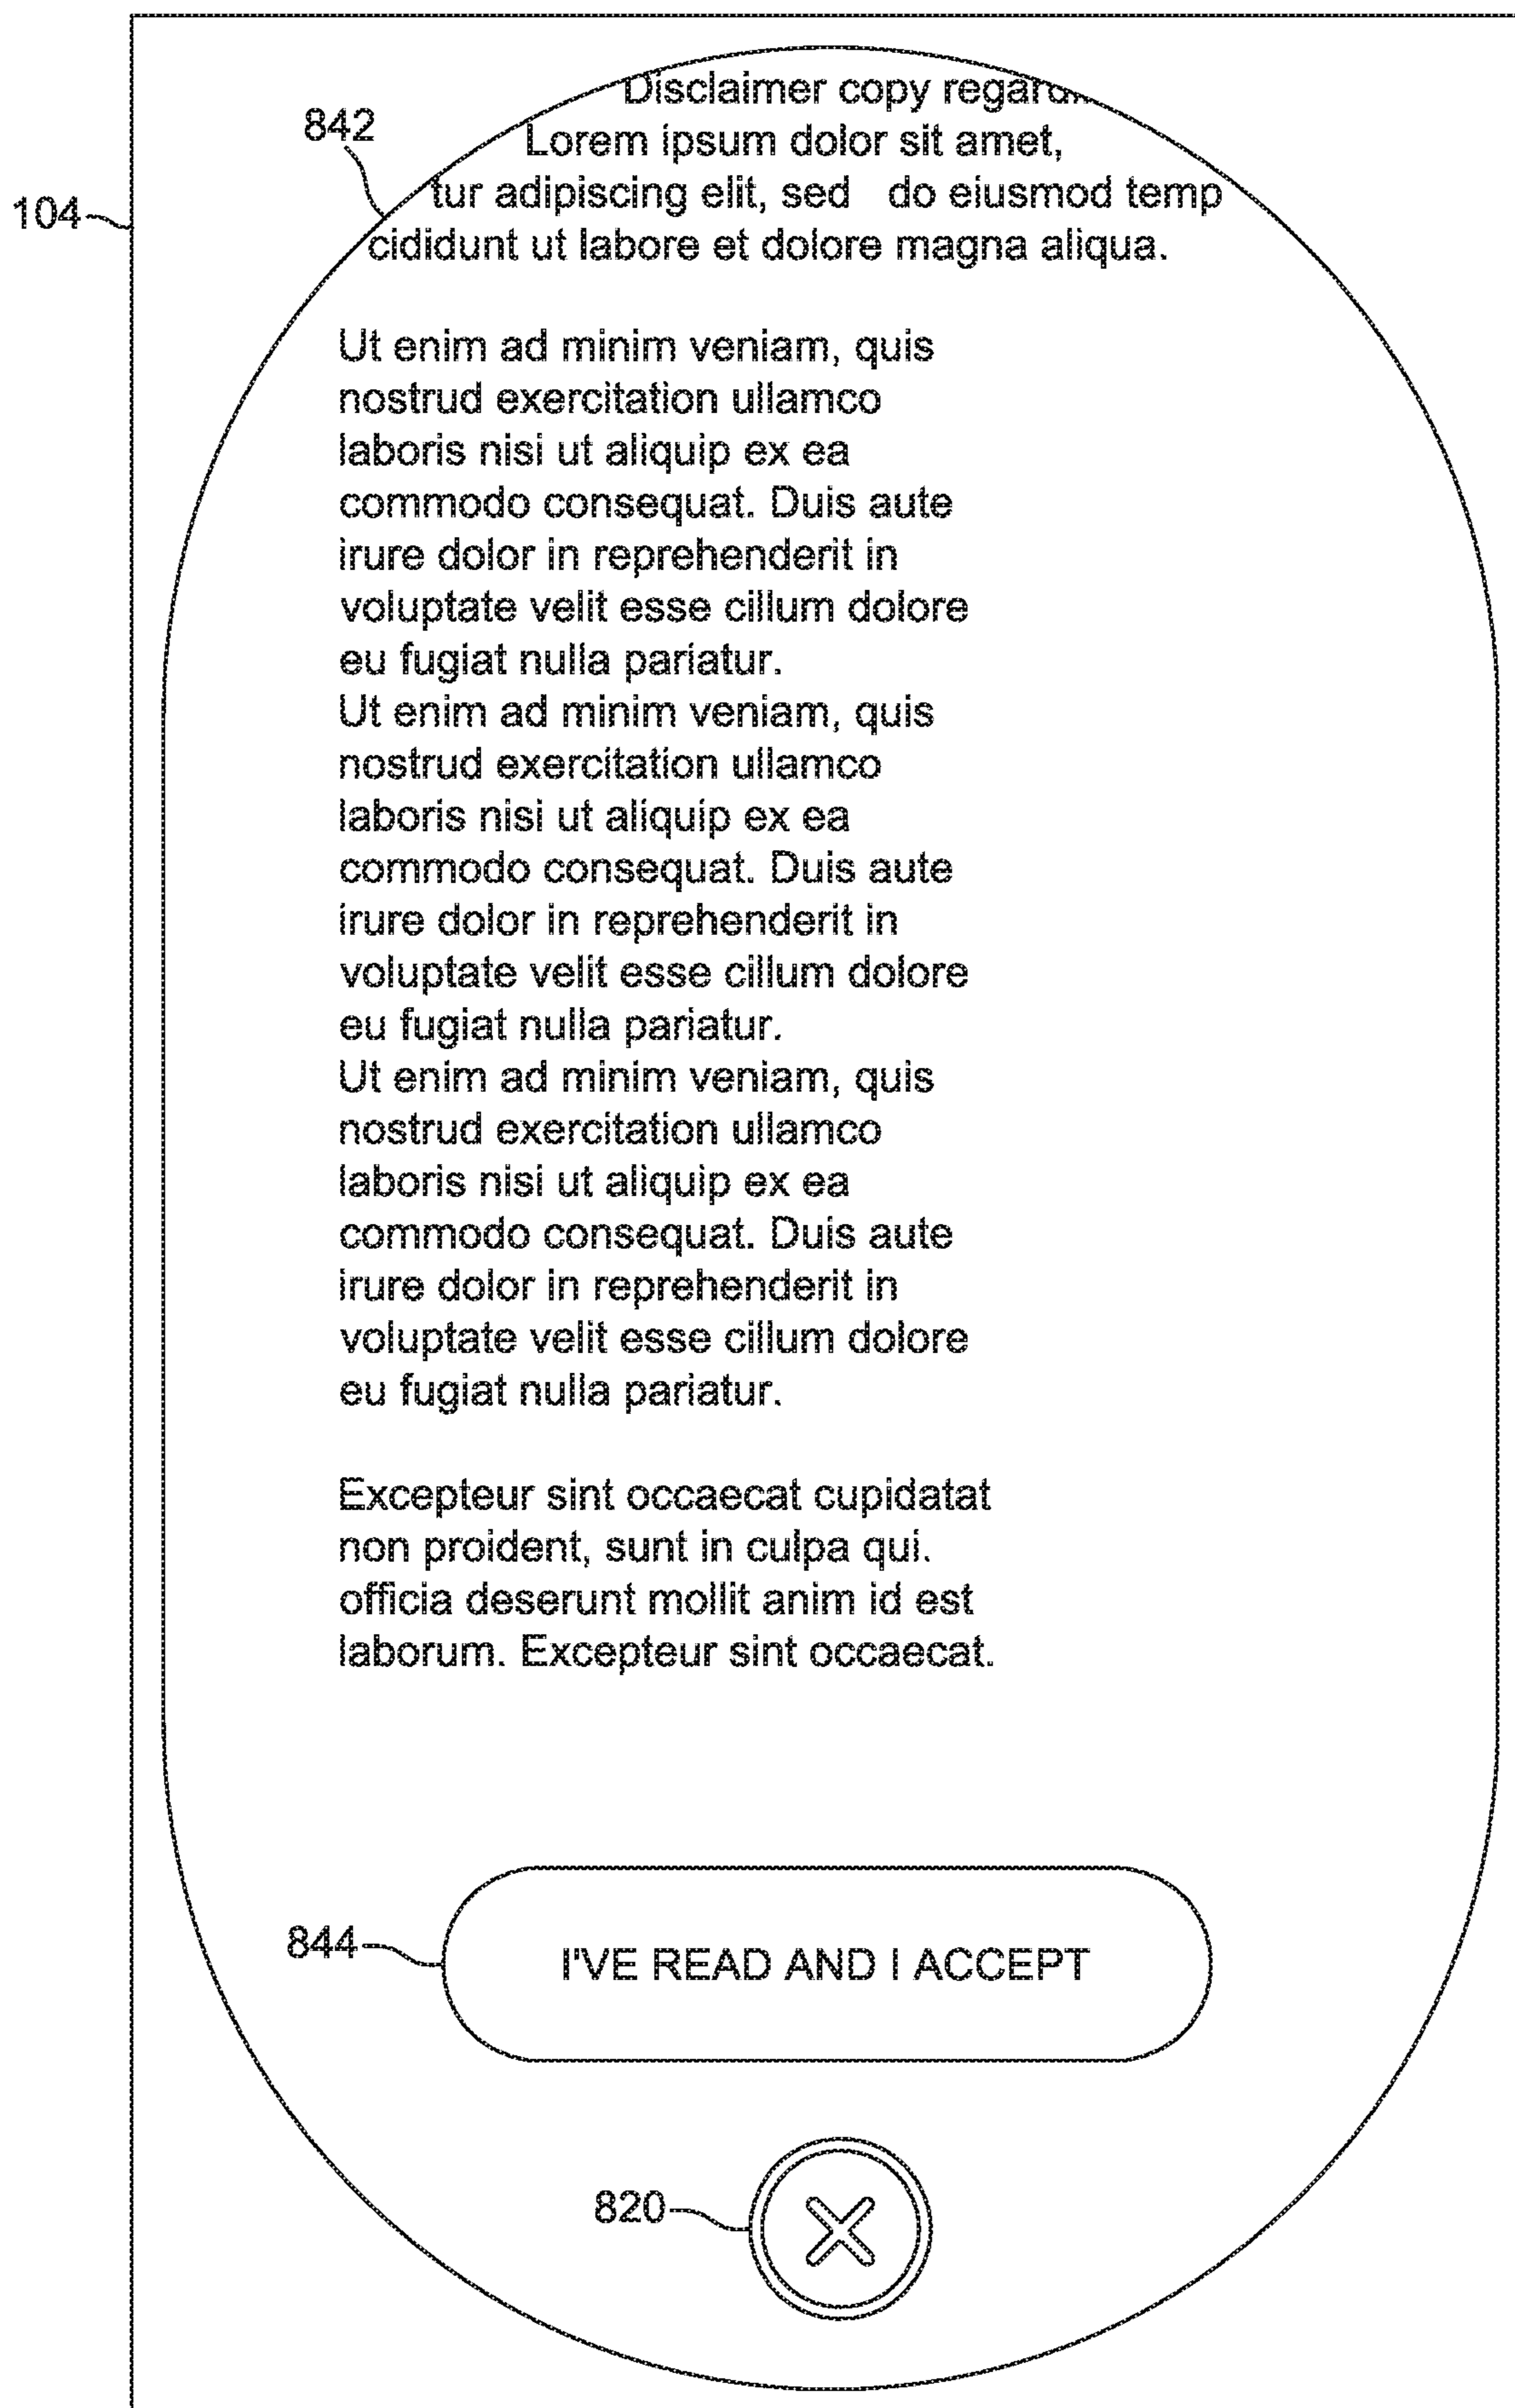 Disclaimer copy
842
Lorem ipsum dolor sit amet,
104
tur adipiscing elit, sed do eiusmod temp
cididunt ut labore et dolore magna aliqua.
Ut enim ad minim veniam, quis
nostrud exercitation ullamco
laboris nisi ut aliquip ex ea
commodo consequat. Duis aute
irure dolor in reprehenderit in
voluptate velit esse cillum dolore
eu fugiat nulla pariatur.
Ut enim ad minim veniam, quis
nostrud exercitation ullamco
laboris nisi ut aliquip ex ea
commodo consequat. Duis aute
irure dolor in reprehenderit in
voluptate velit esse cillum dolore
eu fugiat nulla pariatur.
Ut enim ad minim veniam, quis
nostrud exercitation ullamco
laboris nisi ut aliquip ex ea
commodo consequat. Duis aute
irure dolor in reprehenderit in
voluptate velit esse cillum dolore
eu fugiat nulla pariatur.
Excepteur sint occaecat cupidatat
non proident, sunt in culpa qui.
officia deserunt mollit anim id est
laborum. Excepteur sint occaecat.
844
I'VE READ AND I ACCEPT
820